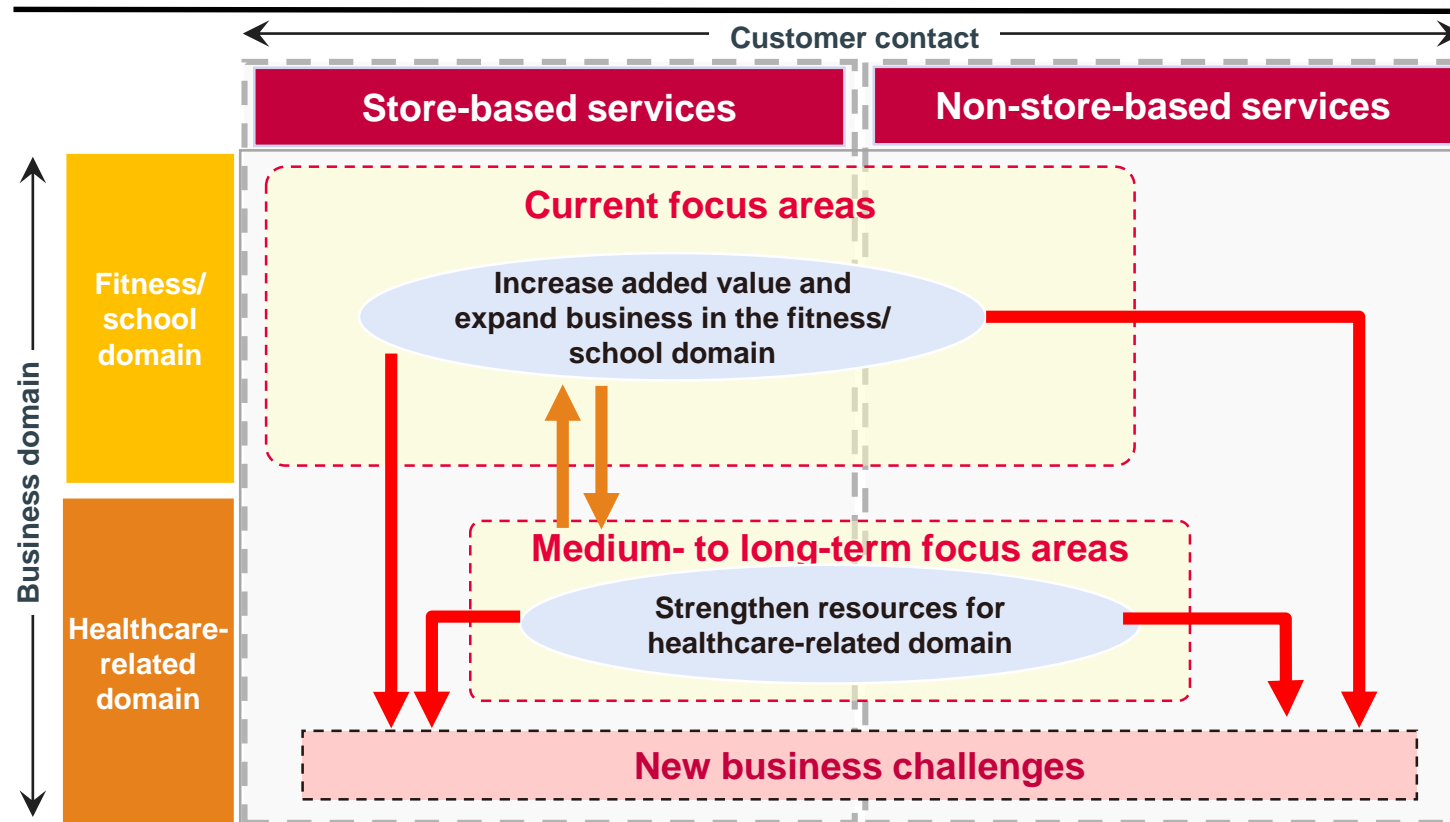 Customer contact
Store-based services
Non-store-based services
Business domain
Fitness/
school
domain
Current focus areas
Increase added value and
expand business in the fitness/
school domain
Healthcare-
related
domain
Medium- to long-term focus areas
Strengthen resources for
healthcare-related domain
New business challenges